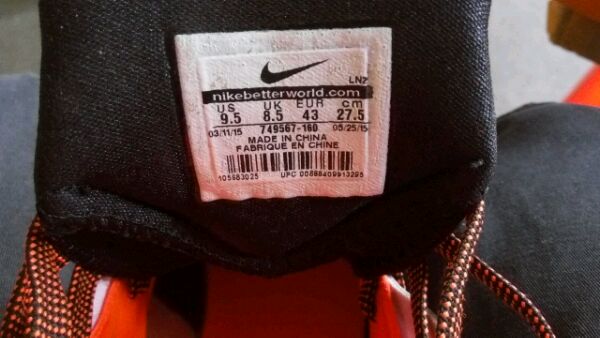 LNZ
nikebetterworld.com
US UK EUR cm
9.5 8.5 43 27.5
03/11/15 749567-160 05/25/15
MADE IN CHINA
FABRIQUE EN CHINE
105883025 UPC 00888409913295